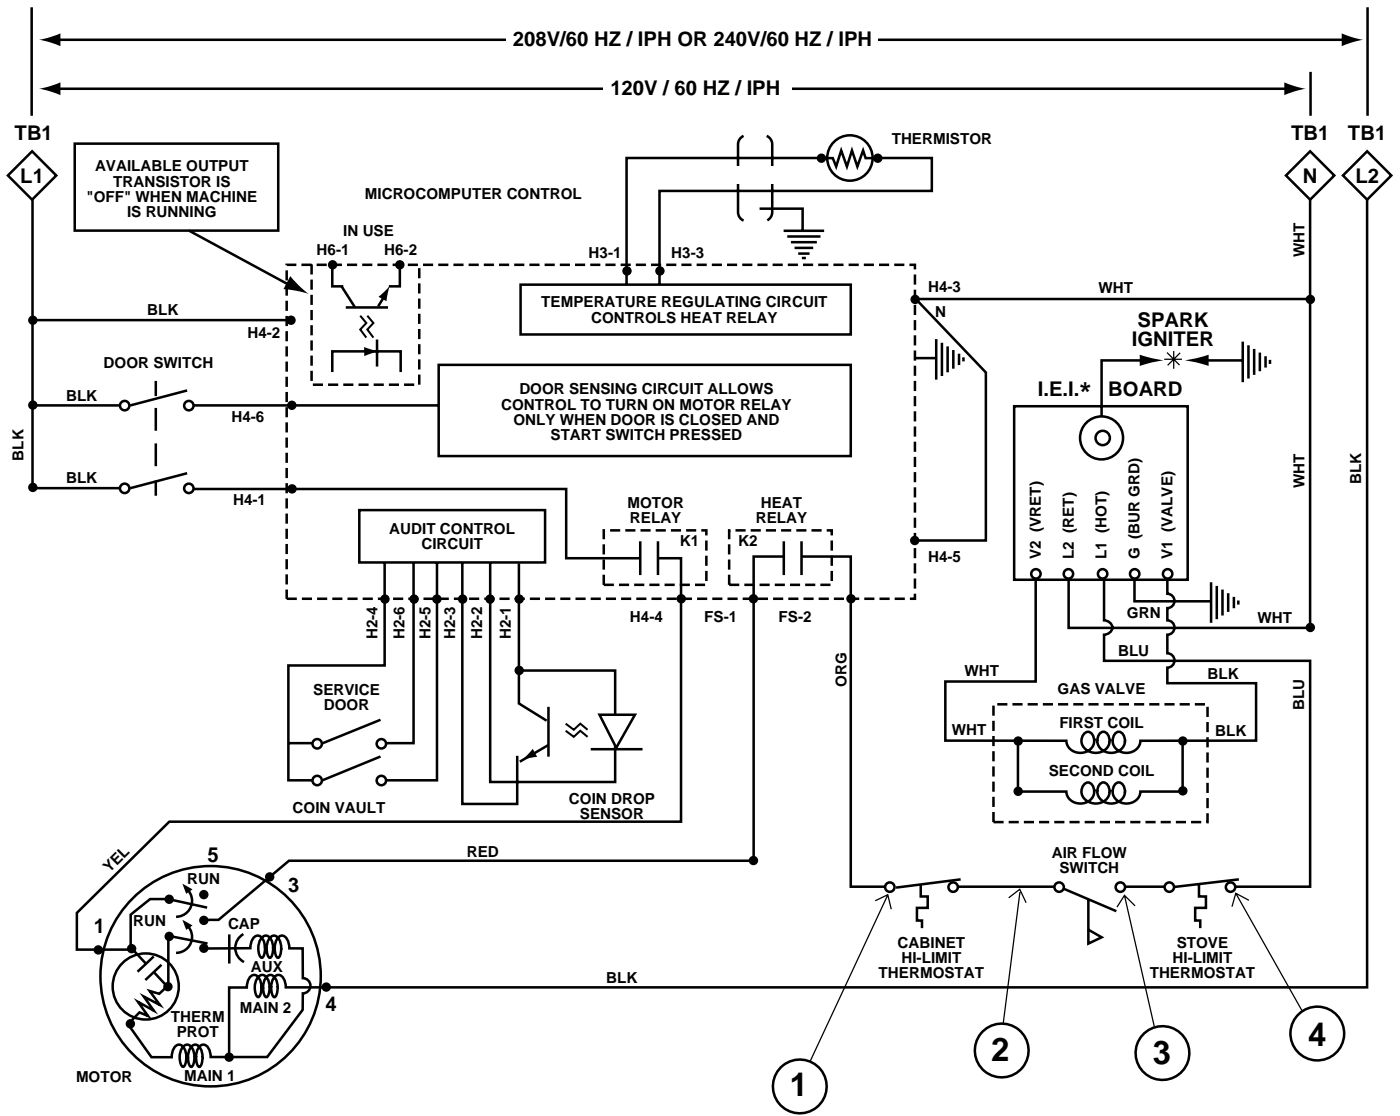 208V/60 HZ / IPH OR 240V/60 HZ / IPH
120V / 60 HZ / IPH
TB1
TB1
TB1
L1
N
L2
AVAILABLE OUTPUT
TRANSISTOR IS
"OFF" WHEN MACHINE
IS RUNNING
MICROCOMPUTER CONTROL
THERMISTOR
IN USE
H6-1
H6-2
H3-1
H3-3
WHT
TEMPERATURE REGULATING CIRCUIT
CONTROLS HEAT RELAY
H4-3
WHT
N
BLK
H4-2
SPARK
IGNITER
DOOR SWITCH
BLK
H4-6
DOOR SENSING CIRCUIT ALLOWS
CONTROL TO TURN ON MOTOR RELAY
ONLY WHEN DOOR IS CLOSED AND
START SWITCH PRESSED
I.E.I.* BOARD
BLK
BLK
H4-1
WHT
BLK
V2 (VRET)
L2 (RET)
L1 (HOT)
G (BUR GRD)
V1 (VALVE)
AUDIT CONTROL
CIRCUIT
MOTOR
RELAY
K1
HEAT
RELAY
K2
H4-5
H2-4
H2-6
H2-5
H2-3
H2-2
H2-1
H4-4
FS-1
FS-2
GRN
WHT
BLU
ORG
WHT
BLK
BLU
SERVICE
DOOR
GAS VALVE
WHT
FIRST COIL
BLK
SECOND COIL
COIN VAULT
COIN DROP
SENSOR
YEL
RED
5
RUN
3
AIR FLOW
SWITCH
1
RUN
CAP
AUX
CABINET
HI-LIMIT
THERMOSTAT
STOVE
HI-LIMIT
THERMOSTAT
BLK
4
MAIN 2
THERM
PROT
MAIN 1
MOTOR
1
2
3
4